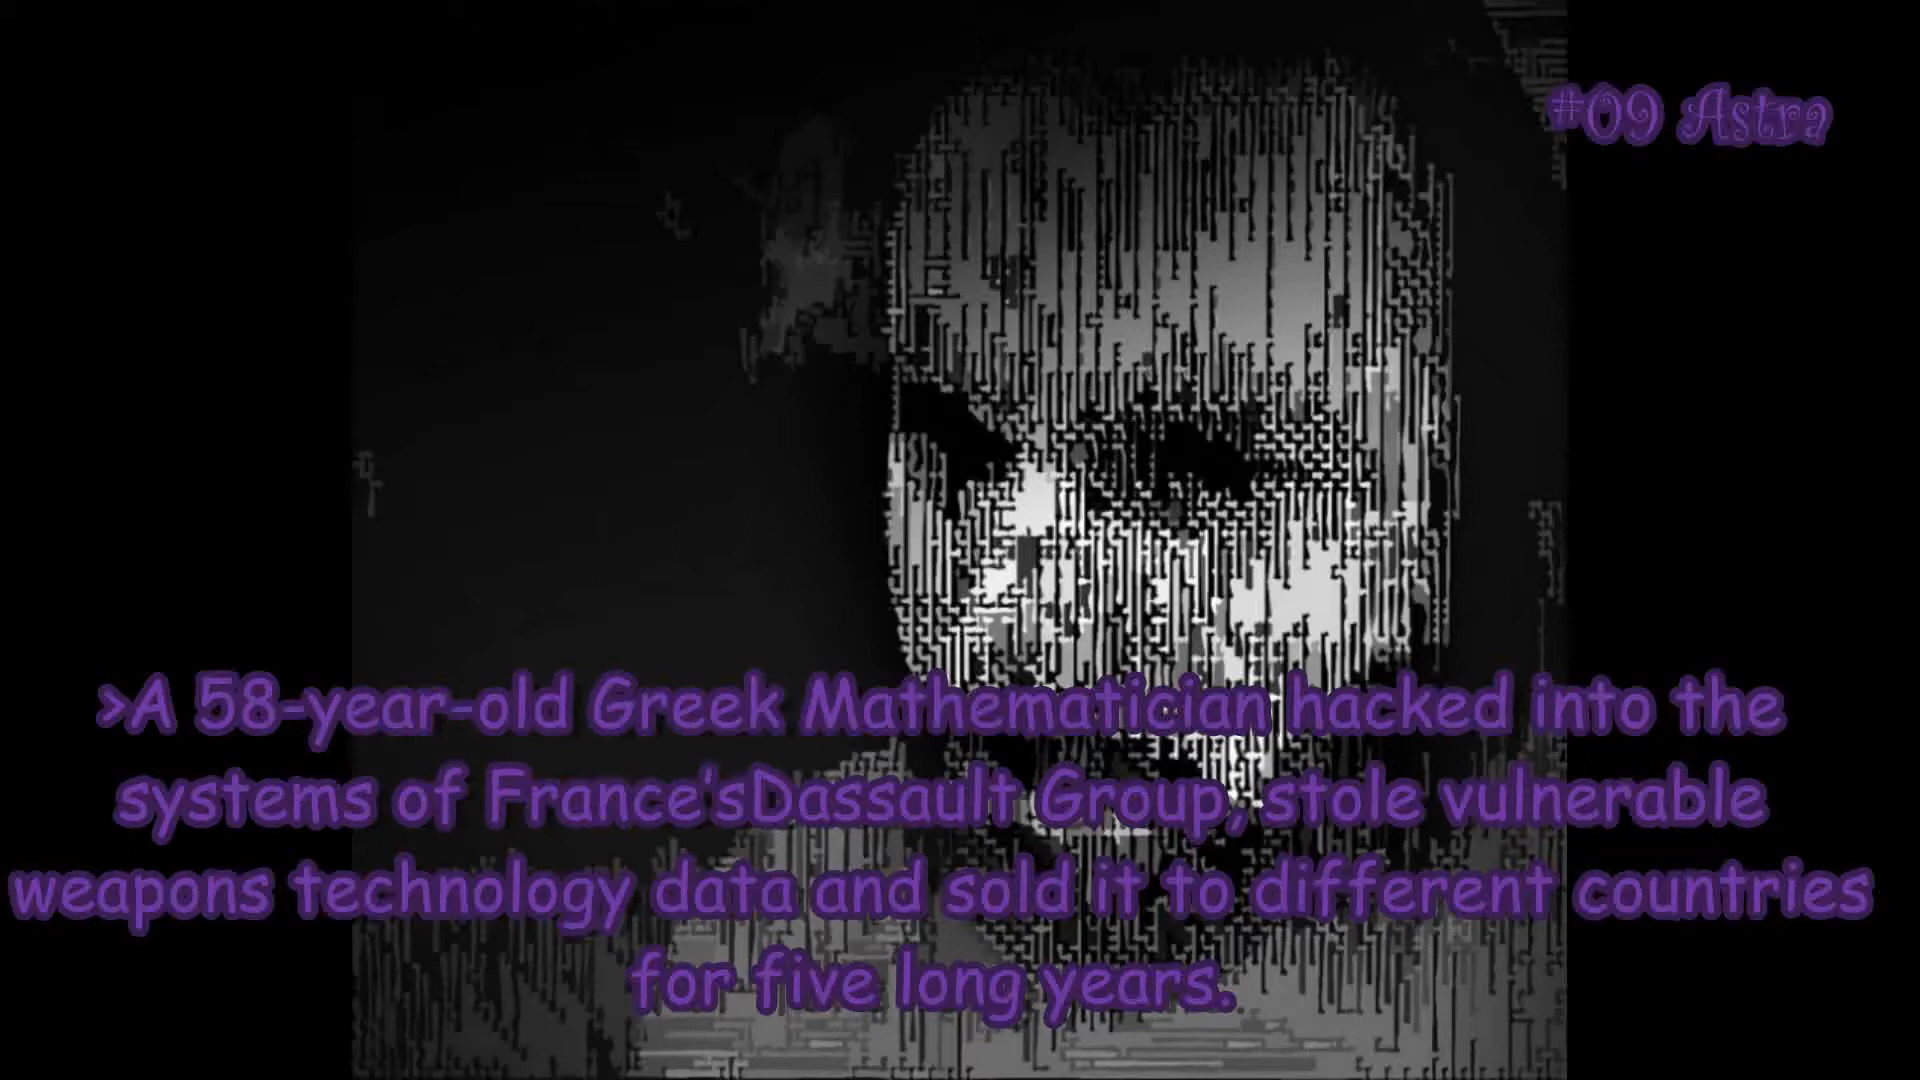 #09 Astra
>A 58-year-old Greek Mathematician hacked into the
systems of France'sDassault Group, stole vulnerable
weapons technology data and sold it to different countries
for five long years.